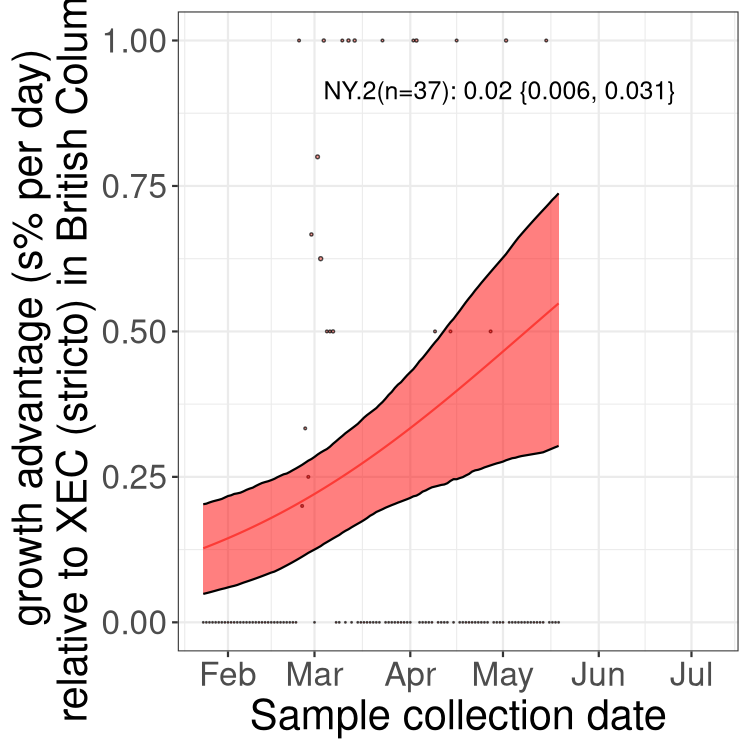 growth advantage (s% per day)
relative to XEC (stricto) in British Colum
1.00
NY.2(n=37): 0.02 {0.006, 0.031}
0.75
0.50
0.25
0.00
Feb Mar Apr May Jun Jul
Sample collection date